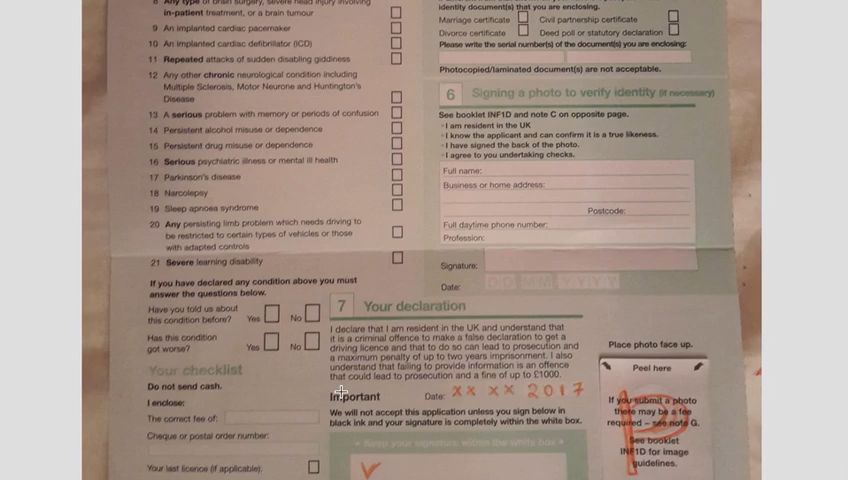 8 Any type of brain surgery, severe head injury involving
in-patient treatment, or a brain tumour
9 An implanted cardiac pacemaker
10 An implanted cardiac defibrillator (ICD)
11 Repeated attacks of sudden disabling giddiness
12 Any other chronic neurological condition including
Multiple Sclerosis, Motor Neurone and Huntington's
Disease
13 A serious problem with memory or periods of confusion
14 Persistent alcohol misuse or dependence
15 Persistent drug misuse or dependence
16 Serious psychiatric illness or mental ill health
17 Parkinson's disease
18 Narcolepsy
19 Sleep apnoea syndrome
20 Any persisting limb problem which needs driving to
be restricted to certain types of vehicles or those
with adapted controls
21 Severe learning disability
If you have declared any condition above you must
answer the questions below.
Have you told us about
this condition before? Yes No
Has this condition
got worse? Yes No
Your checklist
Do not send cash.
I enclose:
The correct fee of:
Cheque or postal order number:
Your last licence (if applicable):
identity document(s) that you are enclosing.
Marriage certificate Civil partnership certificate
Divorce certificate Deed poll or statutory declaration
Please write the serial number(s) of the document(s) you are enclosing:
Photocopied/laminated document(s) are not acceptable.
6 Signing a photo to verify identity (if necessary)
See booklet INF1D and note C on opposite page.
• I am resident in the UK
• I know the applicant and can confirm it is a true likeness.
• I have signed the back of the photo.
• I agree to you undertaking checks.
Full name:
Business or home address:
Postcode:
Full daytime phone number:
Profession:
Signature:
Date: D D M M Y Y Y Y
7 Your declaration
I declare that I am resident in the UK and understand that
it is a criminal offence to make a false declaration to get a
driving licence and that to do so can lead to prosecution and
a maximum penalty of up to two years imprisonment. I also
understand that failing to provide information is an offence
that could lead to prosecution and a fine of up to £1000.
Important Date: XX XX 2017
We will not accept this application unless you sign below in
black ink and your signature is completely within the white box.
Keep your signature within the white box
Place photo face up.
Peel here
P
If you submit a photo
there may be a fee
required – see note G.
See booklet
INF1D for image
guidelines.